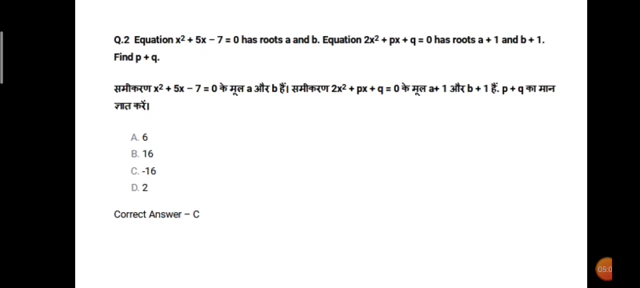 Q.2 Equation x2 + 5x – 7 = 0 has roots a and b. Equation 2x2 + px + q = 0 has roots a + 1 and b + 1.
Find p + q.
समीकरण x2 + 5x – 7 = 0 के मूल a और b हैं। समीकरण 2x2 + px + q = 0 के मूल a+ 1 और b + 1 हैं. p + q का मान
ज्ञात करें।
A. 6
B. 16
C. -16
D. 2
Correct Answer – C